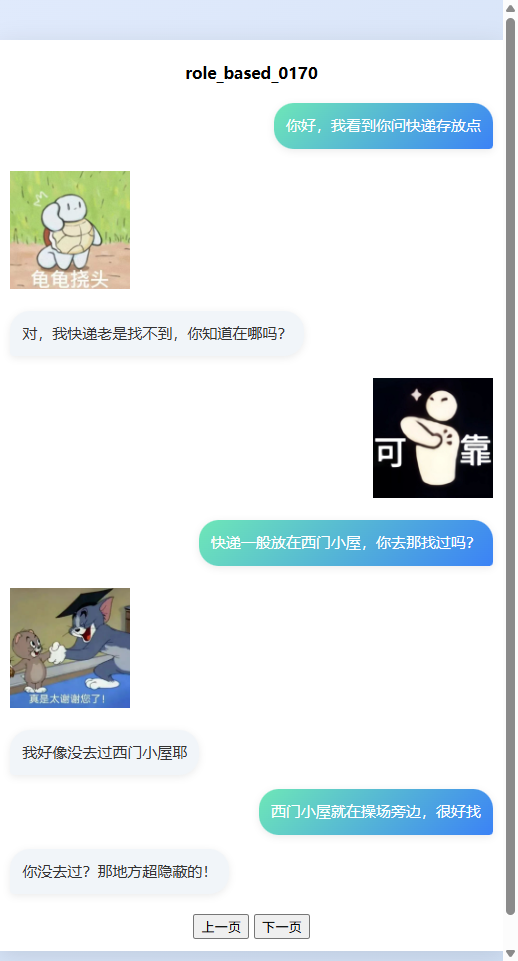 role_based_0170
你好，我看到你问快递存放点
龟龟挠头
对，我快递老是找不到，你知道在哪吗？
可靠
快递一般放在西门小屋，你去那找过吗？
真是太谢谢您了！
我好像没去过西门小屋耶
西门小屋就在操场旁边，很好找
你没去过？那地方超隐蔽的！
上一页 下一页